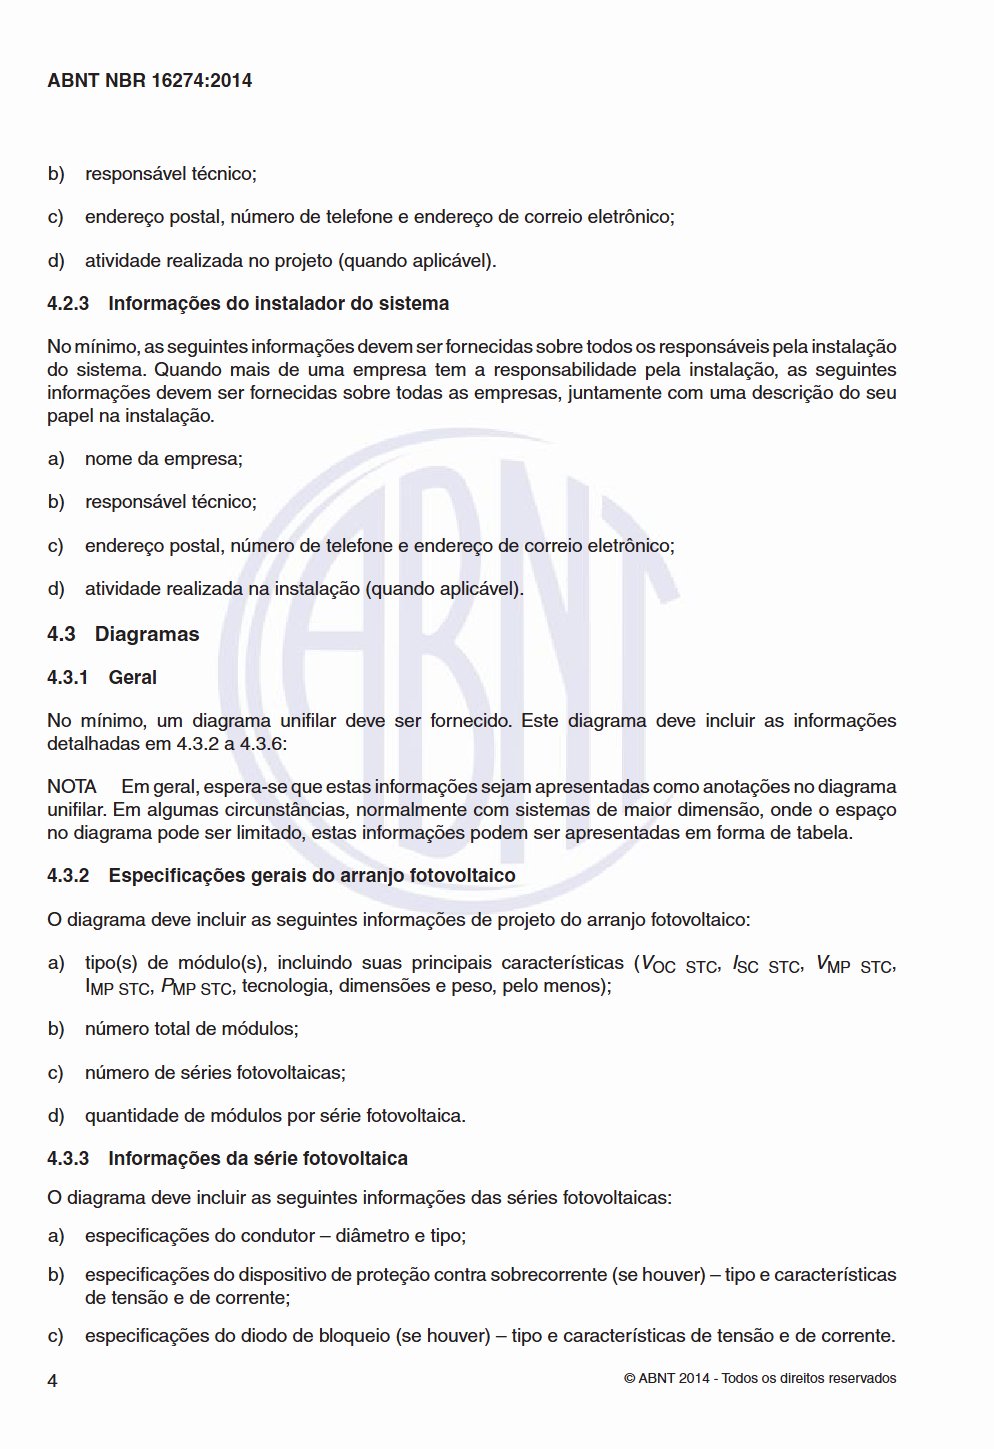 ABNT NBR 16274:2014
b) responsável técnico;
c) endereço postal, número de telefone e endereço de correio eletrônico;
d) atividade realizada no projeto (quando aplicável).
4.2.3 Informações do instalador do sistema
No mínimo, as seguintes informações devem ser fornecidas sobre todos os responsáveis pela instalação
do sistema. Quando mais de uma empresa tem a responsabilidade pela instalação, as seguintes
informações devem ser fornecidas sobre todas as empresas, juntamente com uma descrição do seu
papel na instalação.
a) nome da empresa;
b) responsável técnico;
c) endereço postal, número de telefone e endereço de correio eletrônico;
d) atividade realizada na instalação (quando aplicável).
ABNT
4.3 Diagramas
4.3.1 Geral
No mínimo, um diagrama unifilar deve ser fornecido. Este diagrama deve incluir as informações
detalhadas em 4.3.2 a 4.3.6:
NOTA Em geral, espera-se que estas informações sejam apresentadas como anotações no diagrama
unifilar. Em algumas circunstâncias, normalmente com sistemas de maior dimensão, onde o espaço
no diagrama pode ser limitado, estas informações podem ser apresentadas em forma de tabela.
4.3.2 Especificações gerais do arranjo fotovoltaico
O diagrama deve incluir as seguintes informações de projeto do arranjo fotovoltaico:
a) tipo(s) de módulo(s), incluindo suas principais características (VOC STC, ISC STC, VMP STC,
IMP STC, PMP STC, tecnologia, dimensões e peso, pelo menos);
b) número total de módulos;
c) número de séries fotovoltaicas;
d) quantidade de módulos por série fotovoltaica.
4.3.3 Informações da série fotovoltaica
O diagrama deve incluir as seguintes informações das séries fotovoltaicas:
a) especificações do condutor – diâmetro e tipo;
b) especificações do dispositivo de proteção contra sobrecorrente (se houver) – tipo e características
de tensão e de corrente;
c) especificações do diodo de bloqueio (se houver) – tipo e características de tensão e de corrente.
4
© ABNT 2014 - Todos os direitos reservados